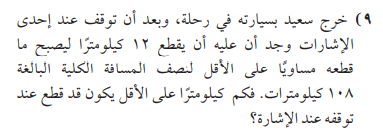 ٩) خرج سعيد بسيارته في رحلة، وبعد أن توقف عند إحدى
الإشارات وجد أن عليه أن يقطع ١٢ كيلومترًا ليصبح ما
قطعه مساويًا على الأقل لنصف المسافة الكلية البالغة
١٠٨ كيلومترات. فكم كيلومترًا على الأقل يكون قد قطع عند
توقفه عند الإشارة؟